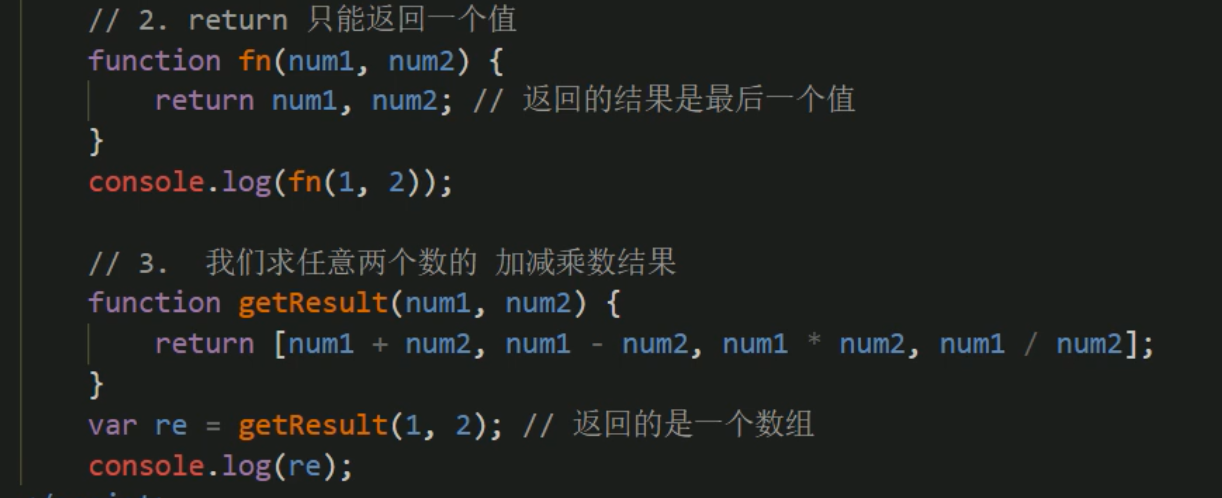 // 2. return 只能返回一个值
function fn(num1, num2) {
return num1, num2; // 返回的结果是最后一个值
}
console.log(fn(1, 2));
// 3. 我们求任意两个数的 加减乘数结果
function getResult(num1, num2) {
return [num1 + num2, num1 - num2, num1 * num2, num1 / num2];
}
var re = getResult(1, 2); // 返回的是一个数组
console.log(re);